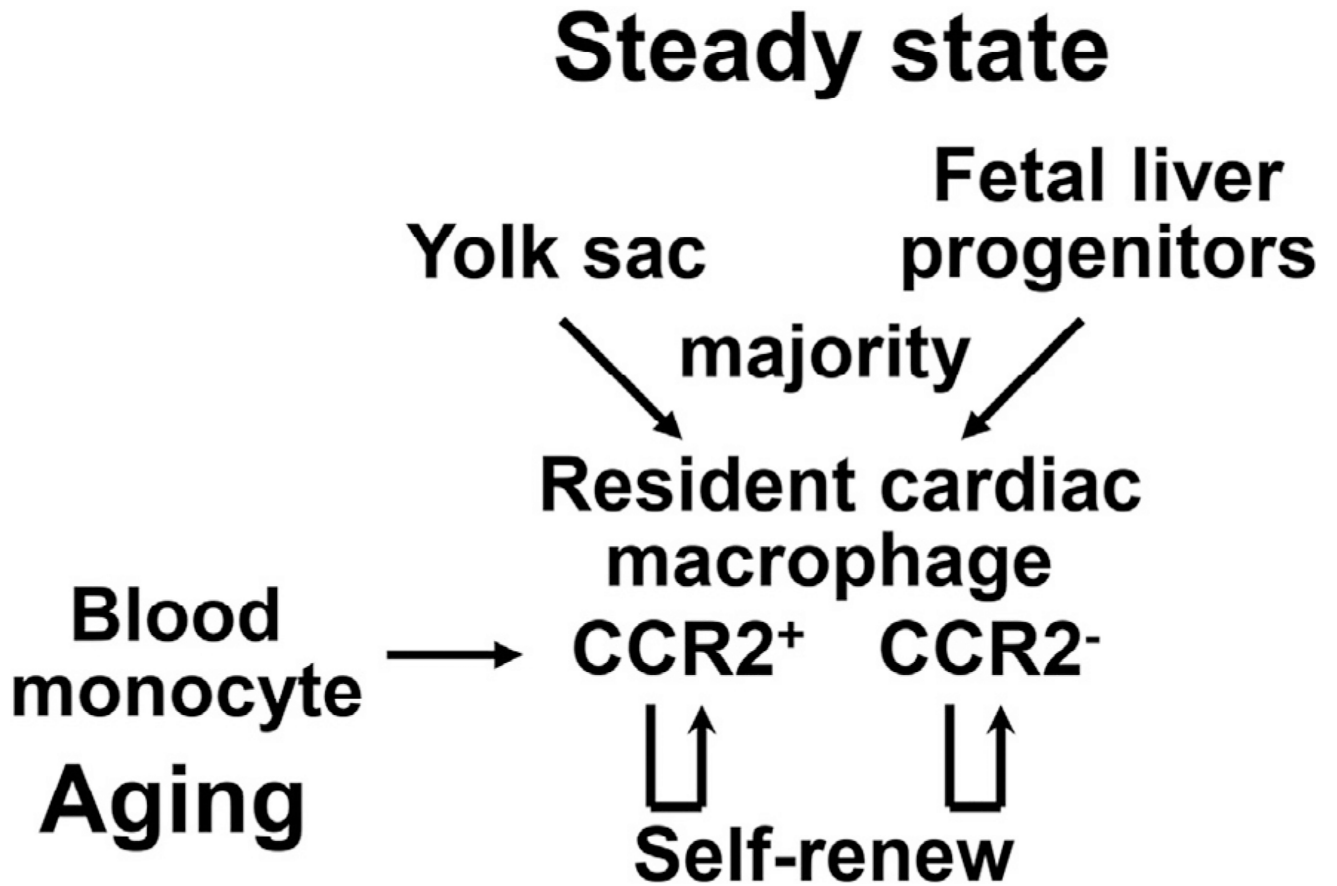 Steady state
Fetal liver
progenitors
Yolk sac
majority
Resident cardiac
macrophage
CCR2⁺ CCR2⁻
Blood
monocyte
Aging
Self-renew